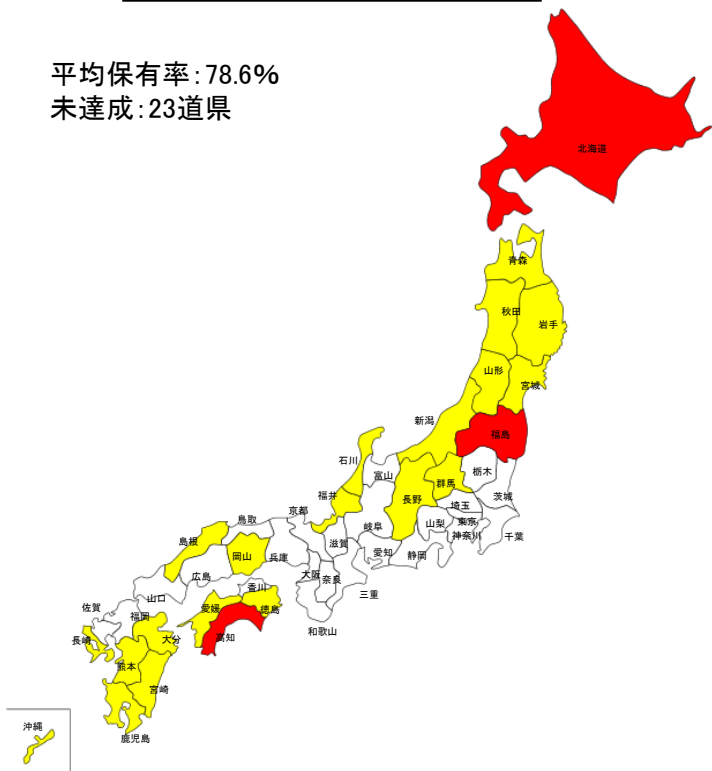 平均保有率:78.6%
未達成:23道県
北海道
青森
秋田
岩手
山形
宮城
新潟
福島
石川
富山
栃木
福井
長野
群馬
茨城
埼玉
京都
鳥取
岐阜
山梨
東京
神奈川
千葉
島根
岡山
兵庫
滋賀
愛知
静岡
広島
大阪
奈良
三重
山口
香川
佐賀
福岡
愛媛
徳島
和歌山
長崎
大分
高知
熊本
宮崎
沖縄
鹿児島